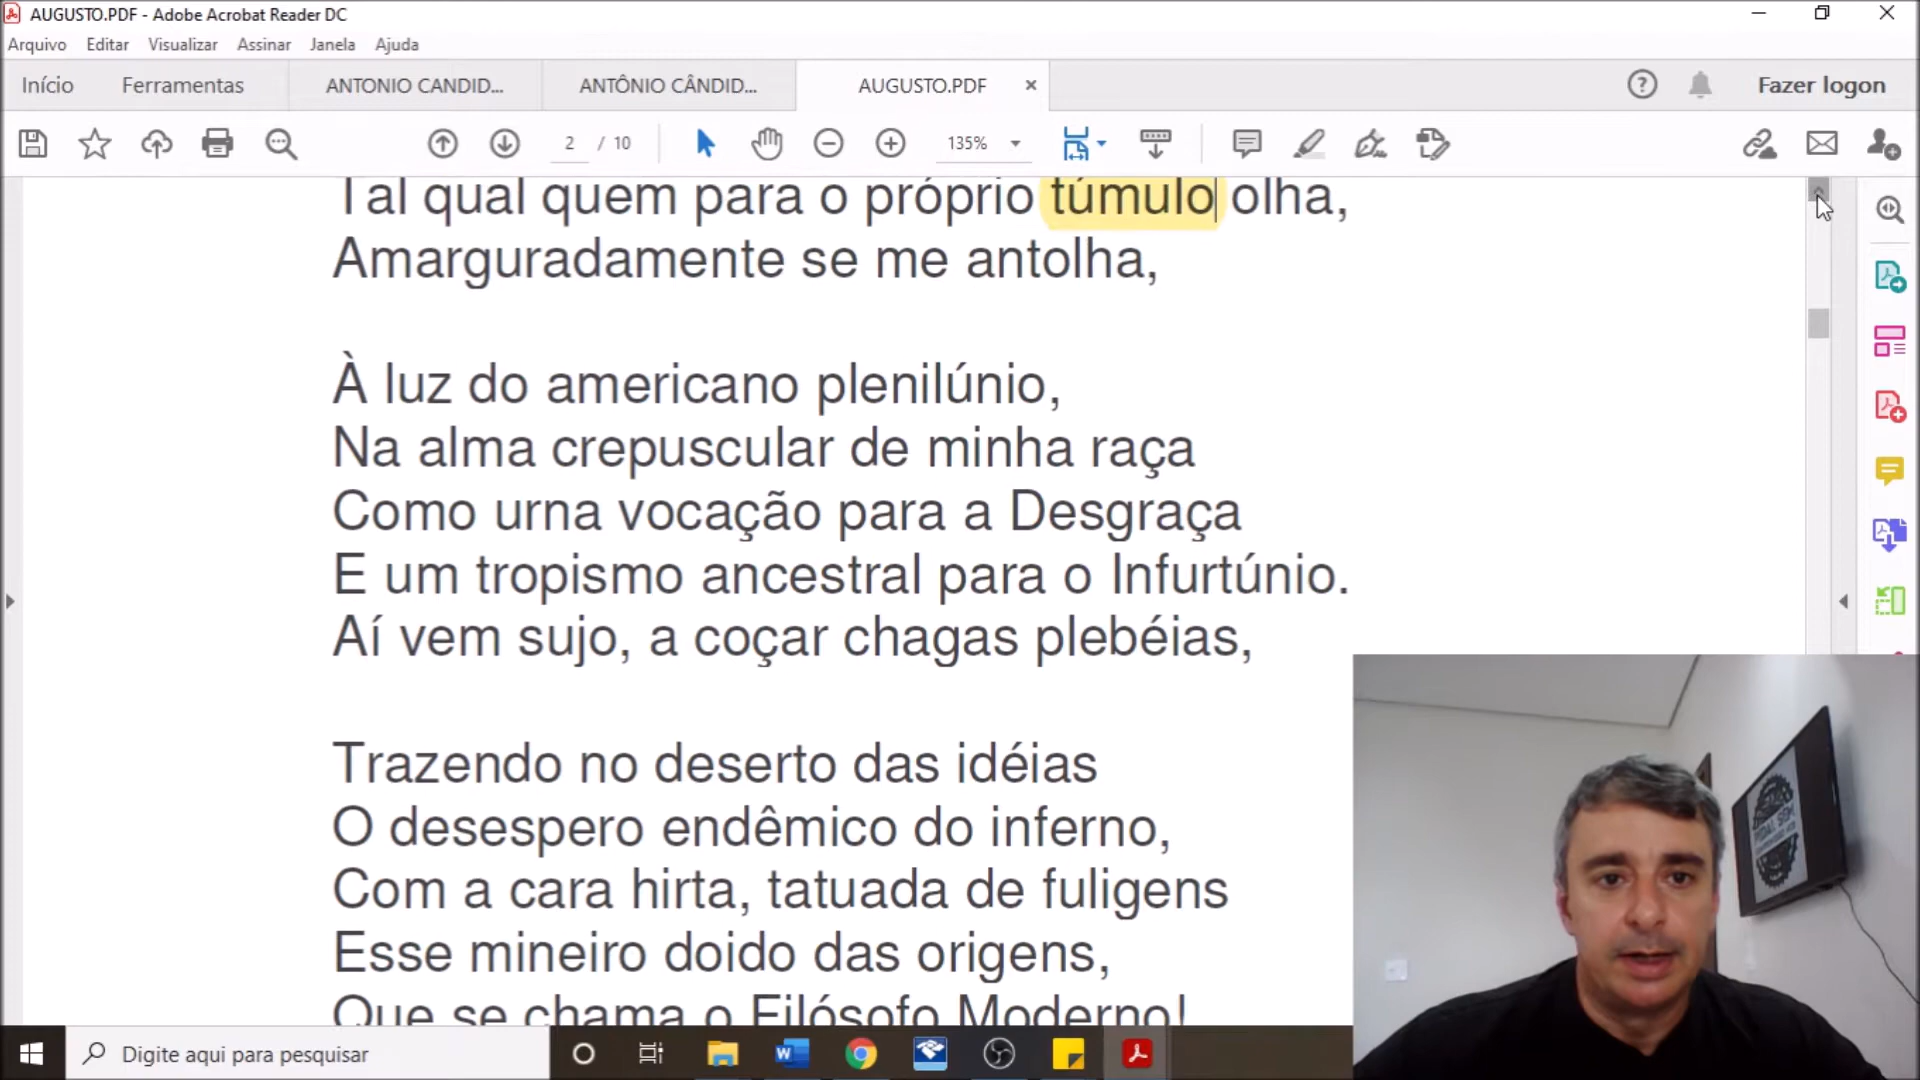 AUGUSTO.PDF - Adobe Acrobat Reader DC
Arquivo Editar Visualizar Assinar Janela Ajuda
Início Ferramentas ANTONIO CANDID... ANTÔNIO CÂNDID... AUGUSTO.PDF × Fazer logon
2 / 10 135%
Tal qual quem para o próprio túmulo olha,
Amarguradamente se me antolha,
À luz do americano plenilúnio,
Na alma crepuscular de minha raça
Como urna vocação para a Desgraça
E um tropismo ancestral para o Infurtúnio.
Aí vem sujo, a coçar chagas plebéias,
Trazendo no deserto das idéias
O desespero endêmico do inferno,
Com a cara hirta, tatuada de fuligens
Esse mineiro doido das origens,
Que se chama o Filósofo Moderno!
Digite aqui para pesquisar